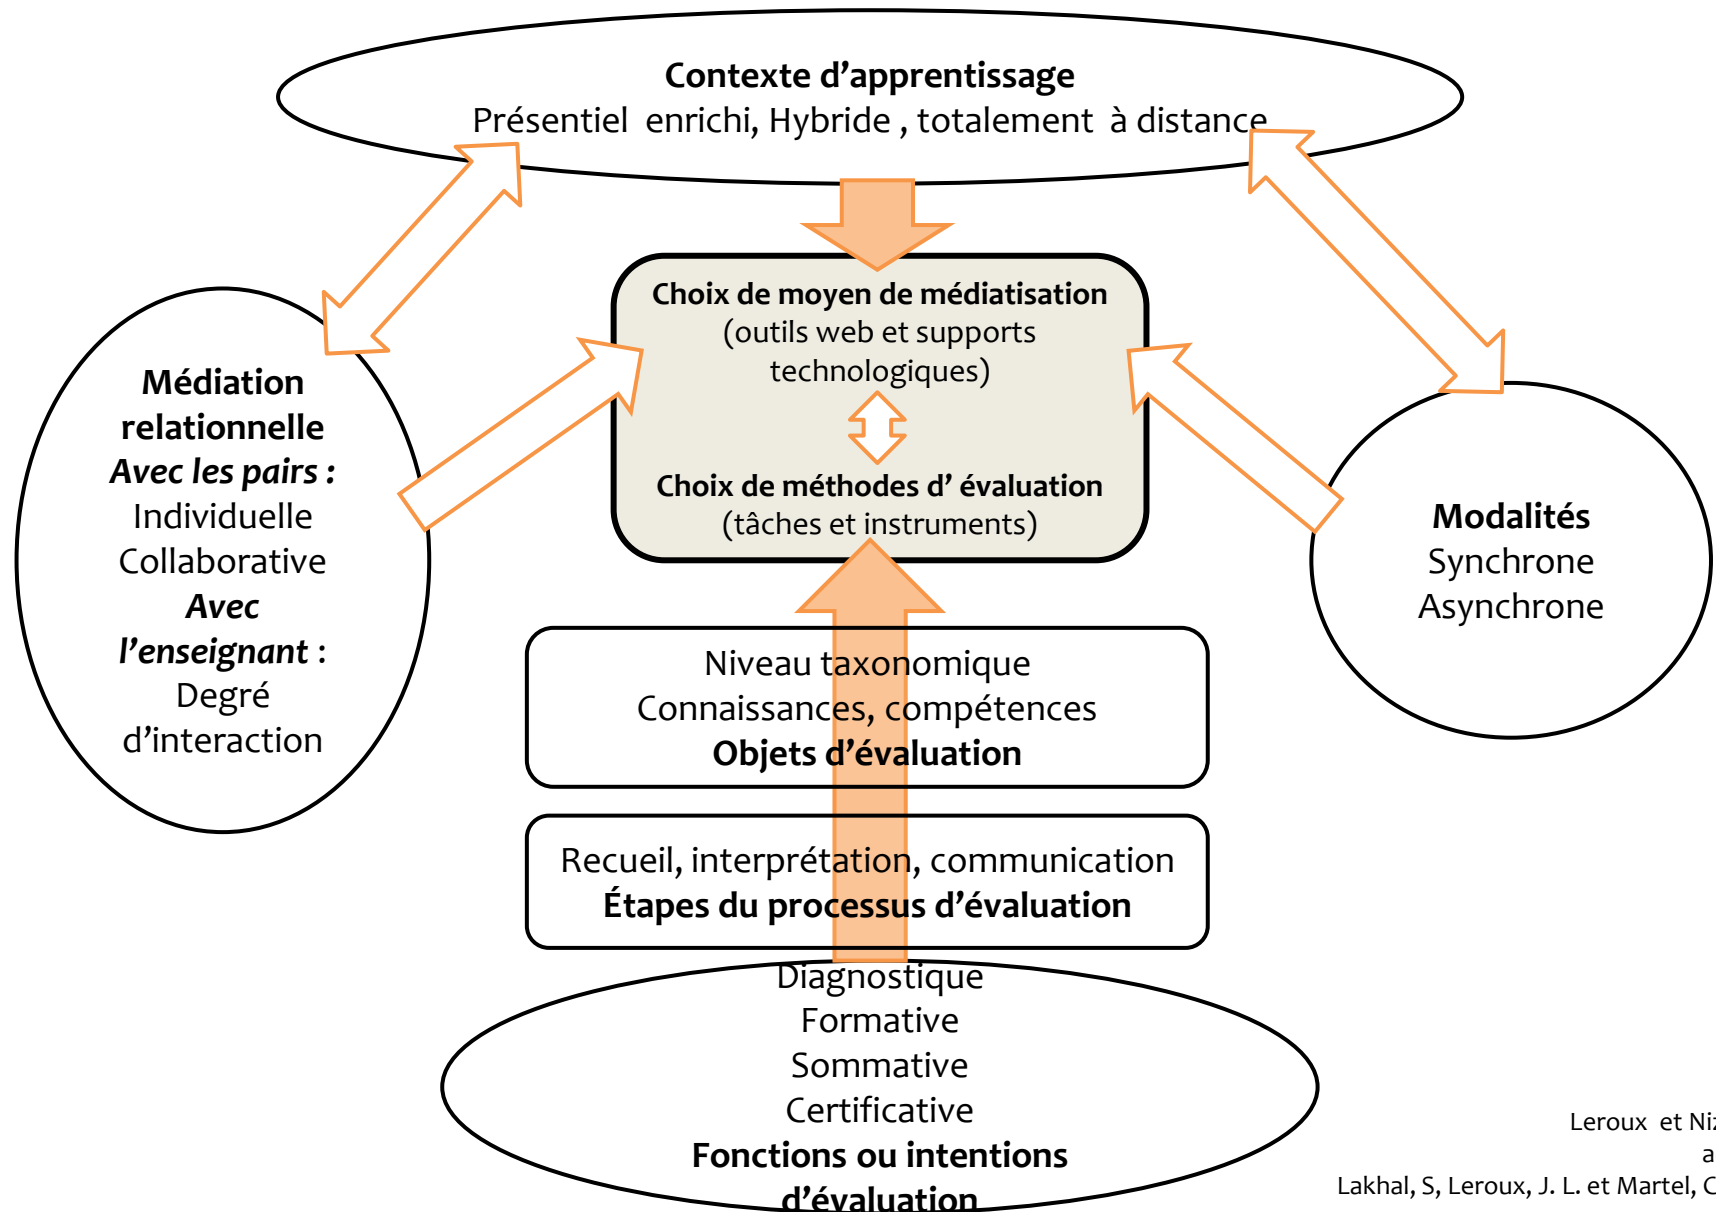 Contexte d’apprentissage
Présentiel enrichi, Hybride , totalement à distance
Choix de moyen de médiatisation
(outils web et supports
technologiques)
Choix de méthodes d’ évaluation
(tâches et instruments)
Médiation
relationnelle
Avec les pairs :
Individuelle
Collaborative
Avec
l’enseignant :
Degré
d’interaction
Modalités
Synchrone
Asynchrone
Niveau taxonomique
Connaissances, compétences
Objets d’évaluation
Recueil, interprétation, communication
Étapes du processus d’évaluation
Diagnostique
Formative
Sommative
Certificative
Fonctions ou intentions
d’évaluation
Leroux et
Lakhal, S, Leroux, J. L. et Martel, C